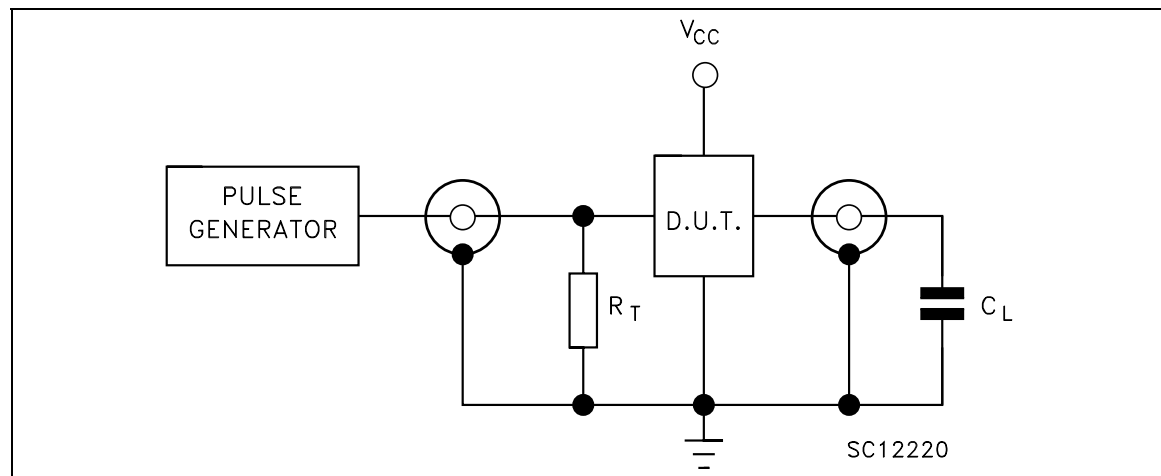 VCC
PULSE
GENERATOR
D.U.T.
RT
CL
SC12220